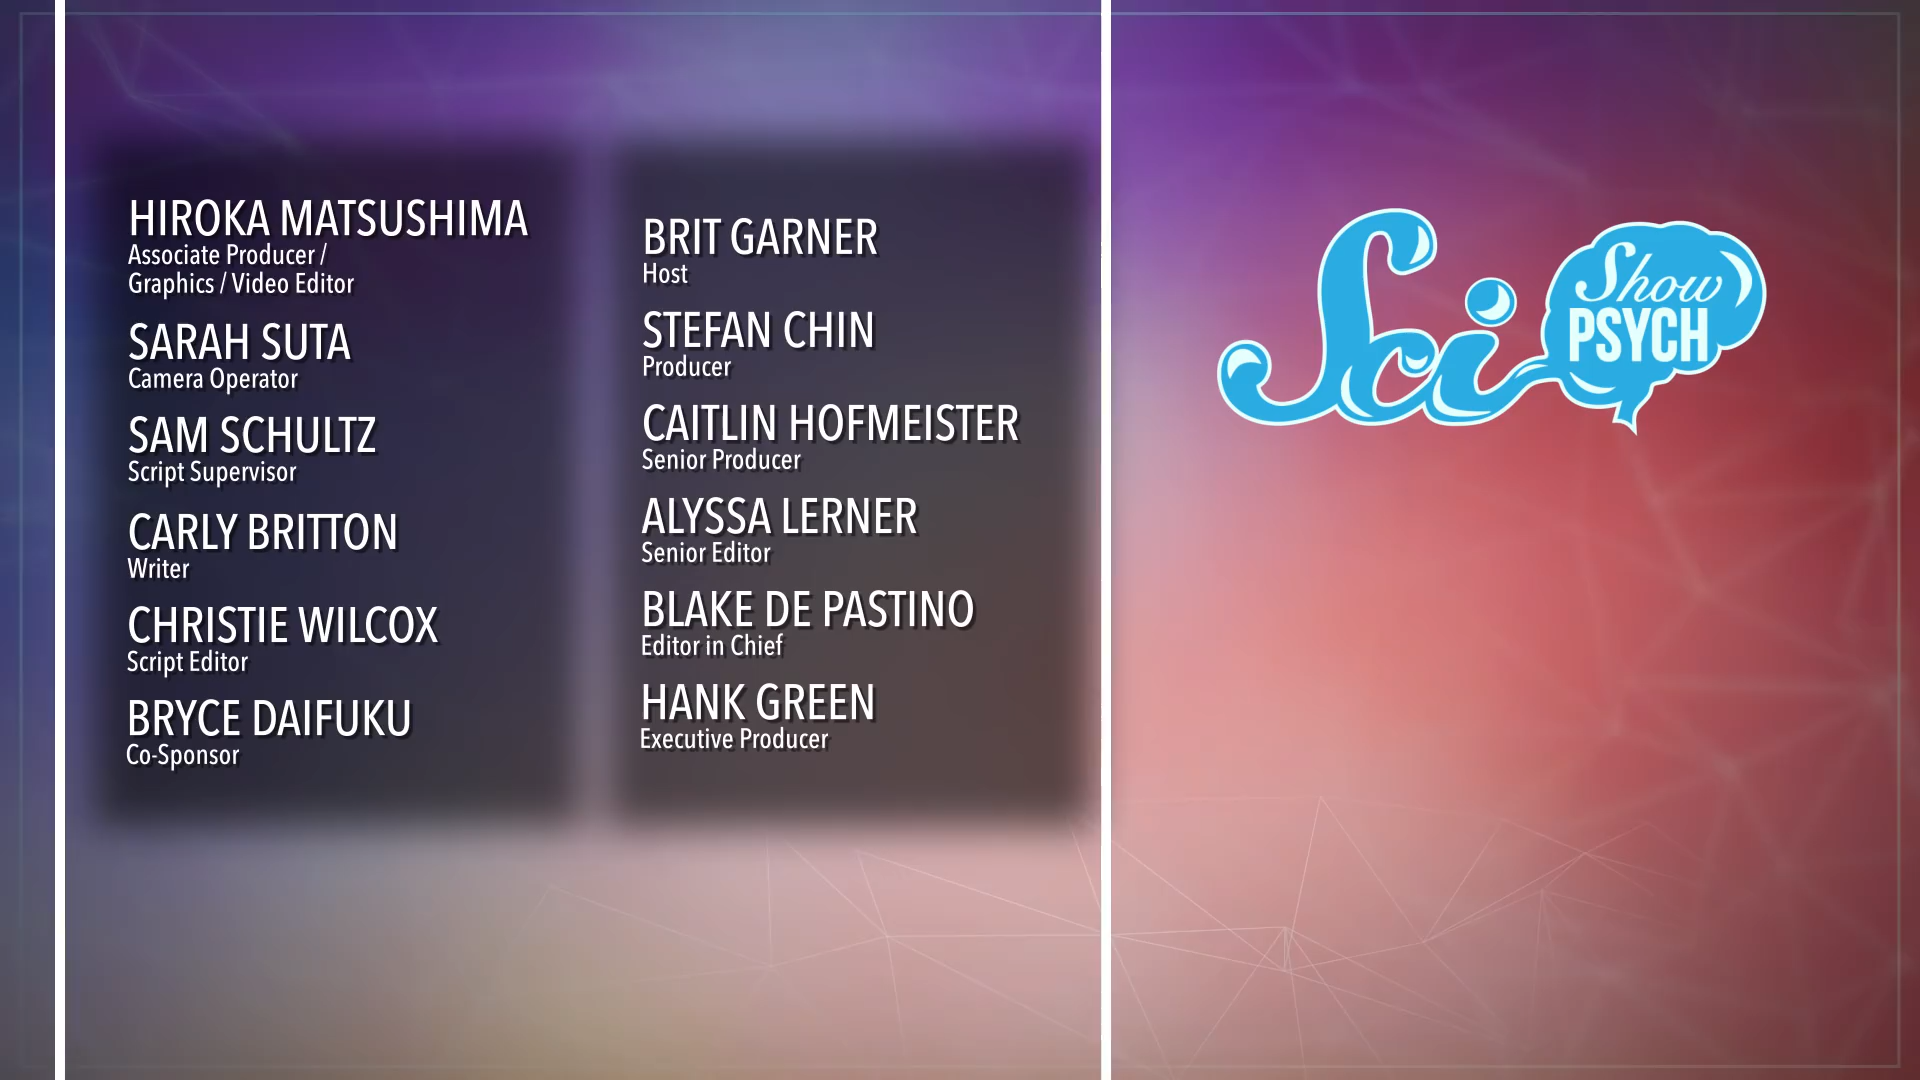 HIROKA MATSUSHIMA
Associate Producer /
Graphics / Video Editor
SARAH SUTA
Camera Operator
SAM SCHULTZ
Script Supervisor
CARLY BRITTON
Writer
CHRISTIE WILCOX
Script Editor
BRYCE DAIFUKU
Co-Sponsor
BRIT GARNER
Host
STEFAN CHIN
Producer
CAITLIN HOFMEISTER
Senior Producer
ALYSSA LERNER
Senior Editor
BLAKE DE PASTINO
Editor in Chief
HANK GREEN
Executive Producer
Sci
Show
PSYCH